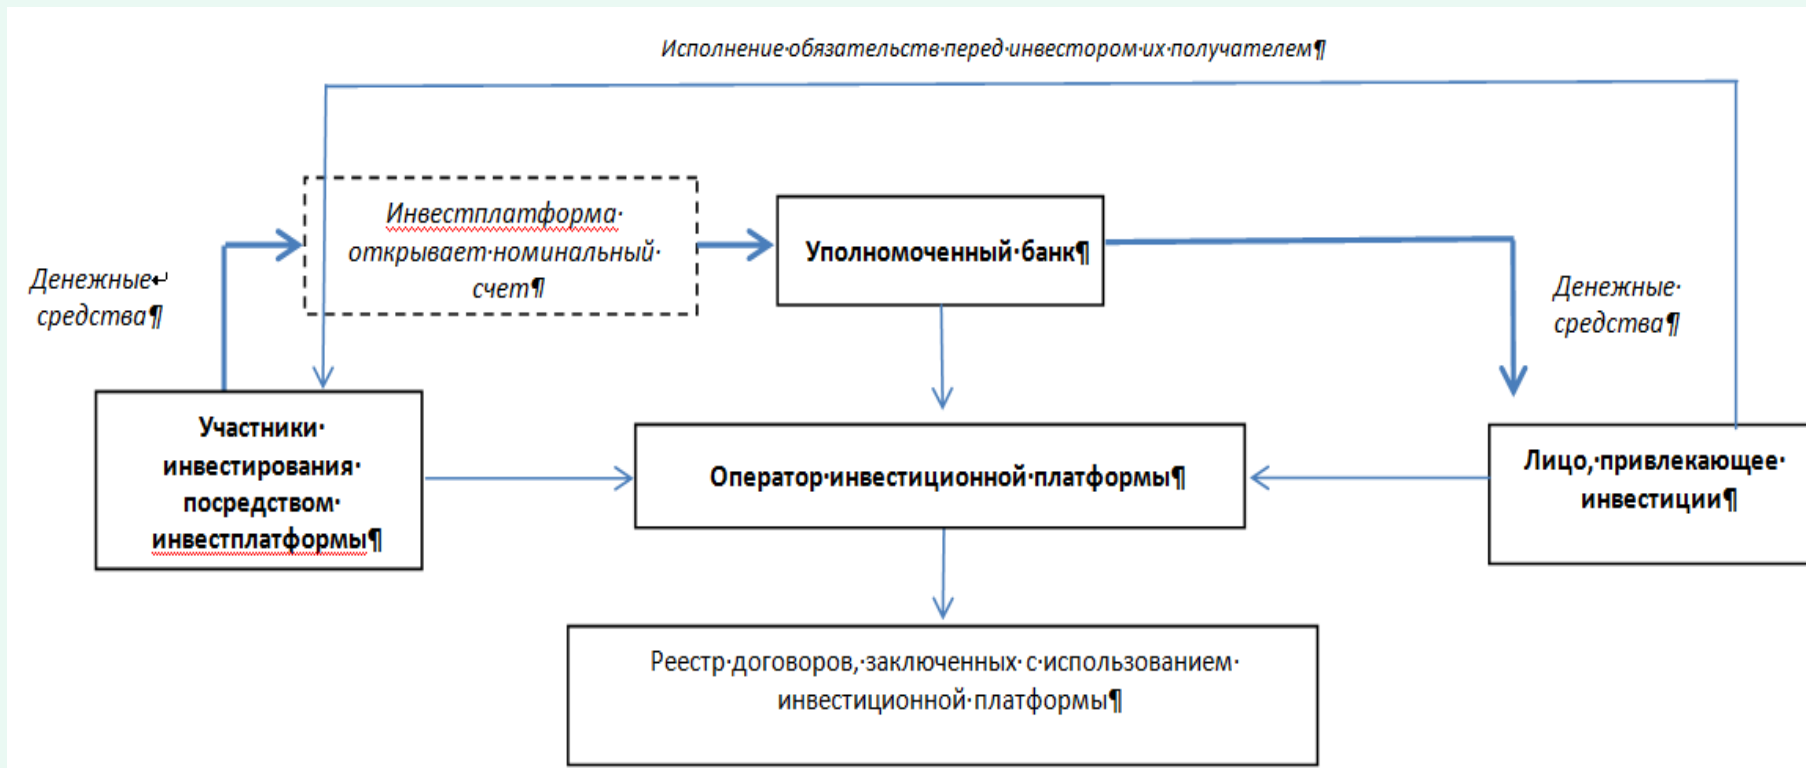 Исполнение·обязательств·перед·инвестором·их·получателем¶
Инвестплатформа·
открывает·номинальный·
счет¶
Уполномоченный·банк¶
Денежные↵
средства¶
Денежные·
средства¶
Участники·
инвестирования·
посредством·
инвестплатформы¶
Оператор·инвестиционной·платформы¶
Лицо,·привлекающее·
инвестиции¶
Реестр·договоров,·заключенных·с·использованием·
инвестиционной·платформы¶